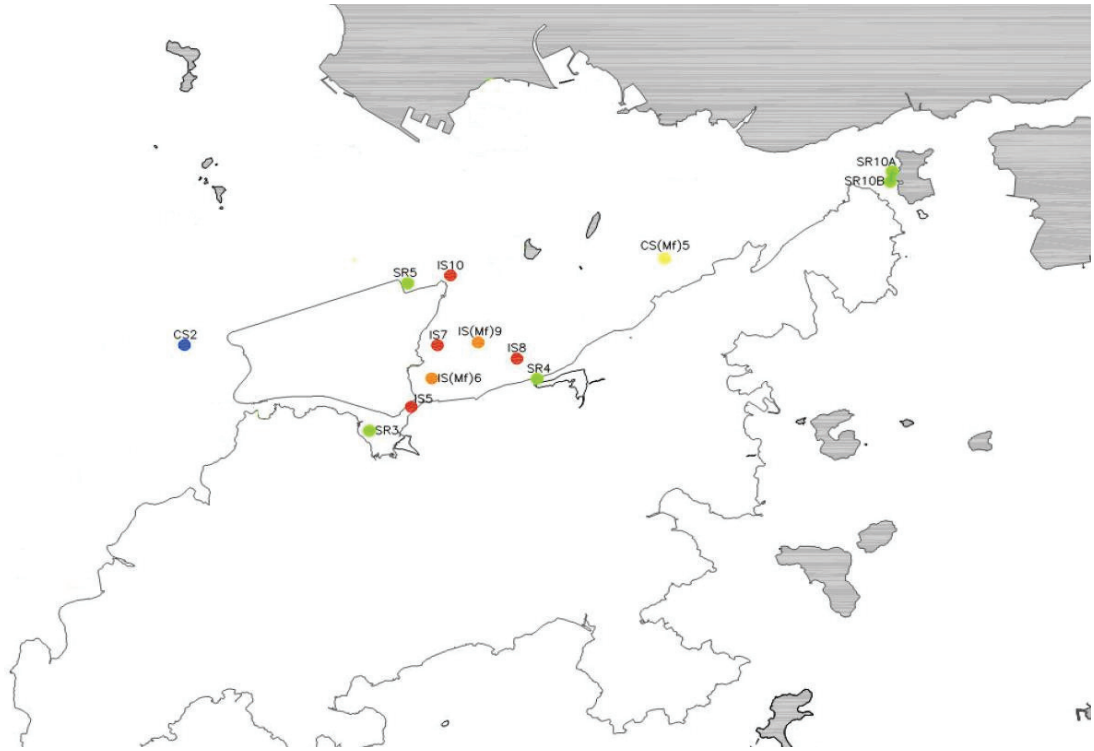 SR10A
SR10B
CS(Mf)5
IS10
SR5
CS2
IS7
IS(Mf)9
IS8
SR4
IS(Mf)6
IS5
SR3